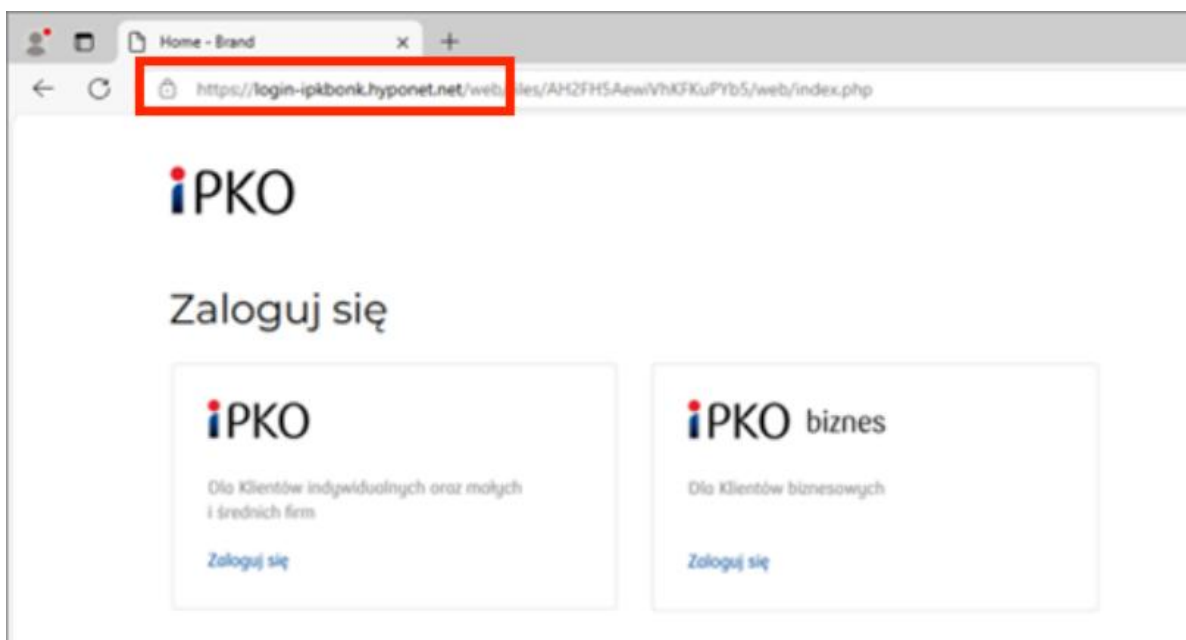 Home - Brand
https://login-ipkbonk.hyponet.net/web/files/AH2FH5AewiVhKFKuPYb5/web/index.php
iPKO
Zaloguj się
iPKO
iPKO biznes
Dla Klientów indywidualnych oraz małych
i średnich firm
Dla Klientów biznesowych
Zaloguj się
Zaloguj się